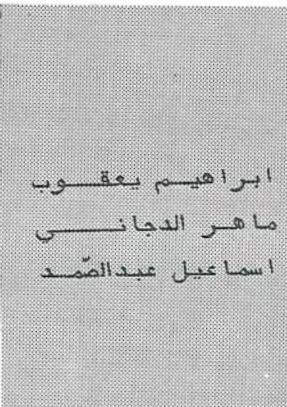 ابراهيم يعقوب
ماهر الدجاني
اسماعيل عبدالصّمد